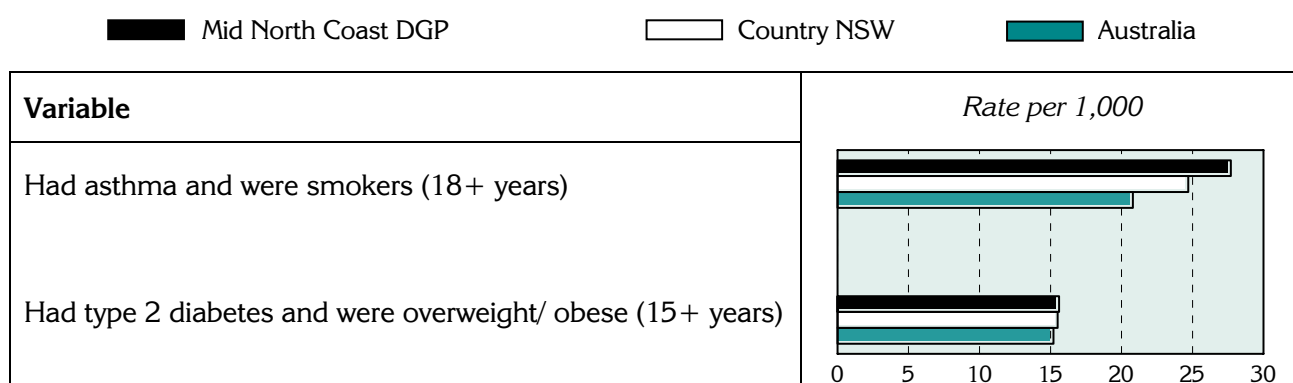 Mid North Coast DGP Country NSW Australia
Variable Rate per 1,000
Had asthma and were smokers (18+ years)
Had type 2 diabetes and were overweight/ obese (15+ years)
0 5 10 15 20 25 30